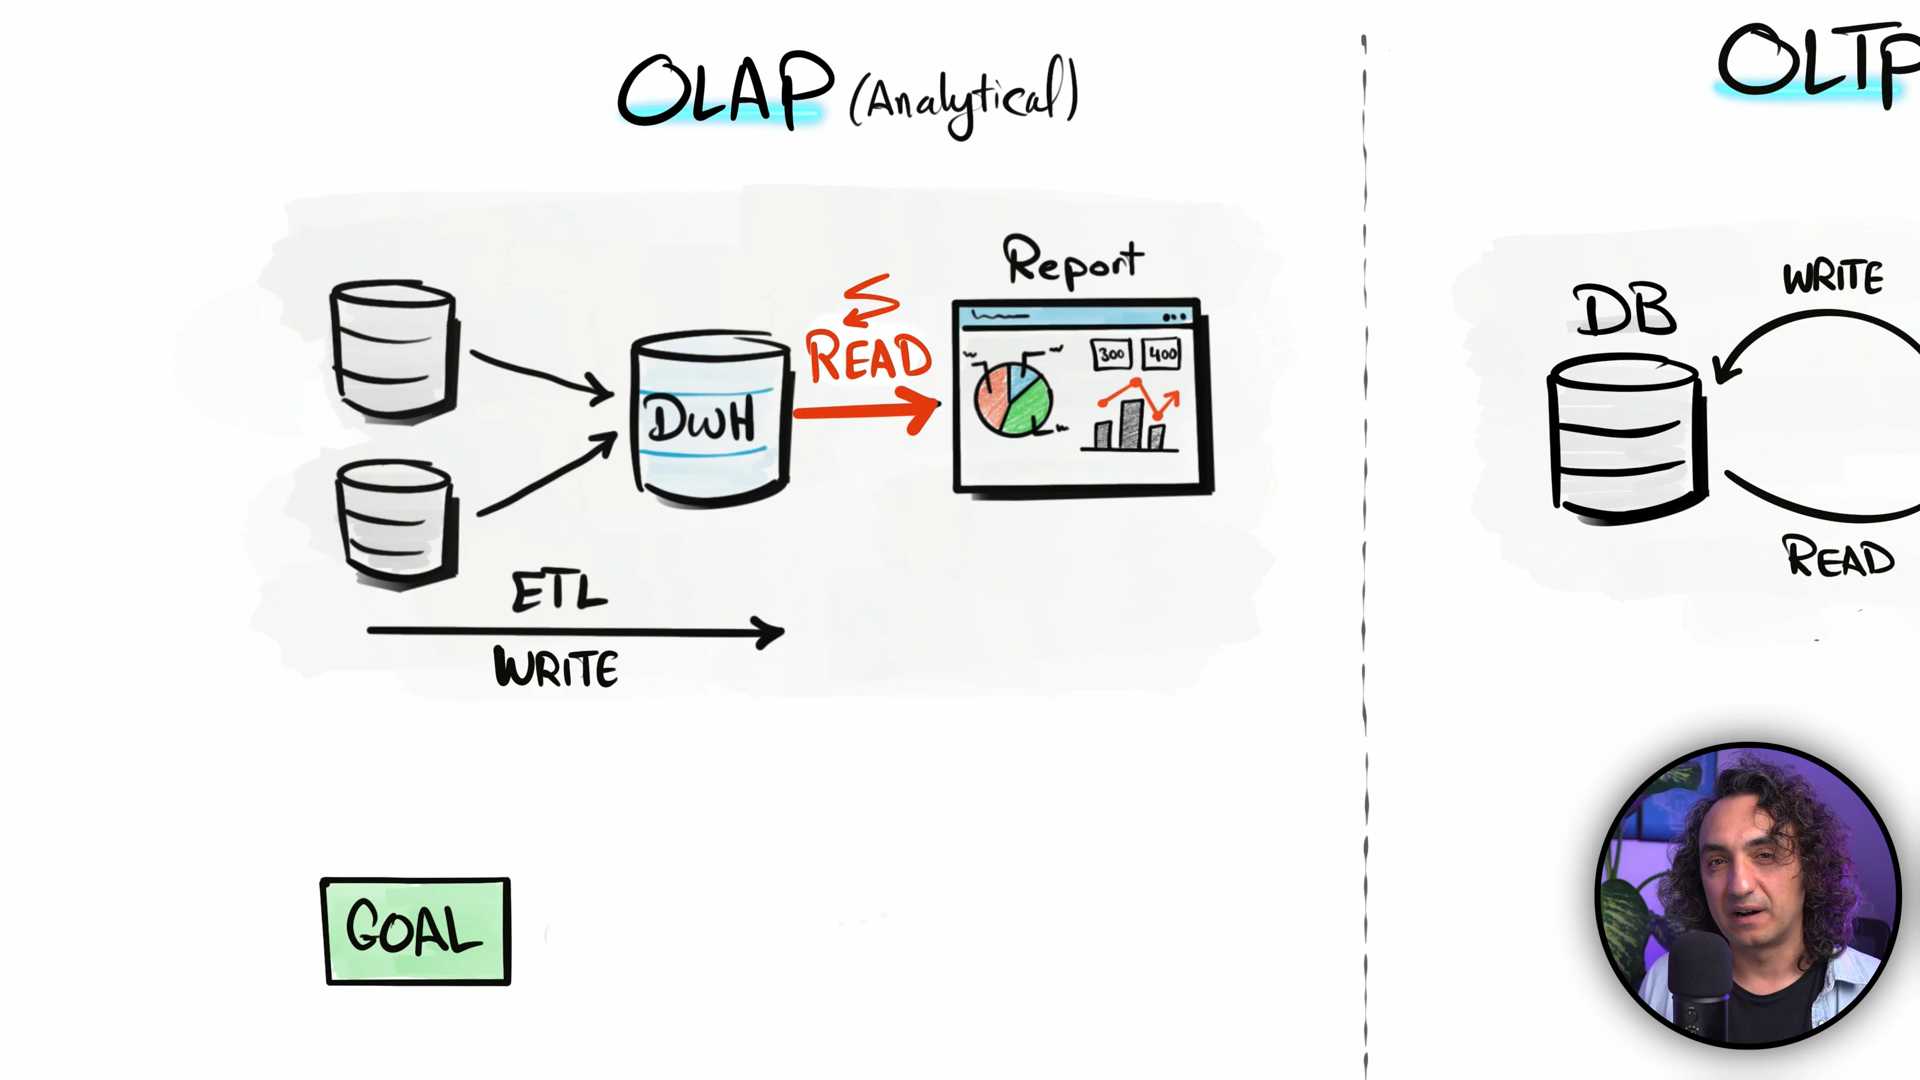 OLAP (Analytical)
Report
READ
300 400
DWH
ETL
WRITE
GOAL
OLTP
WRITE
DB
READ